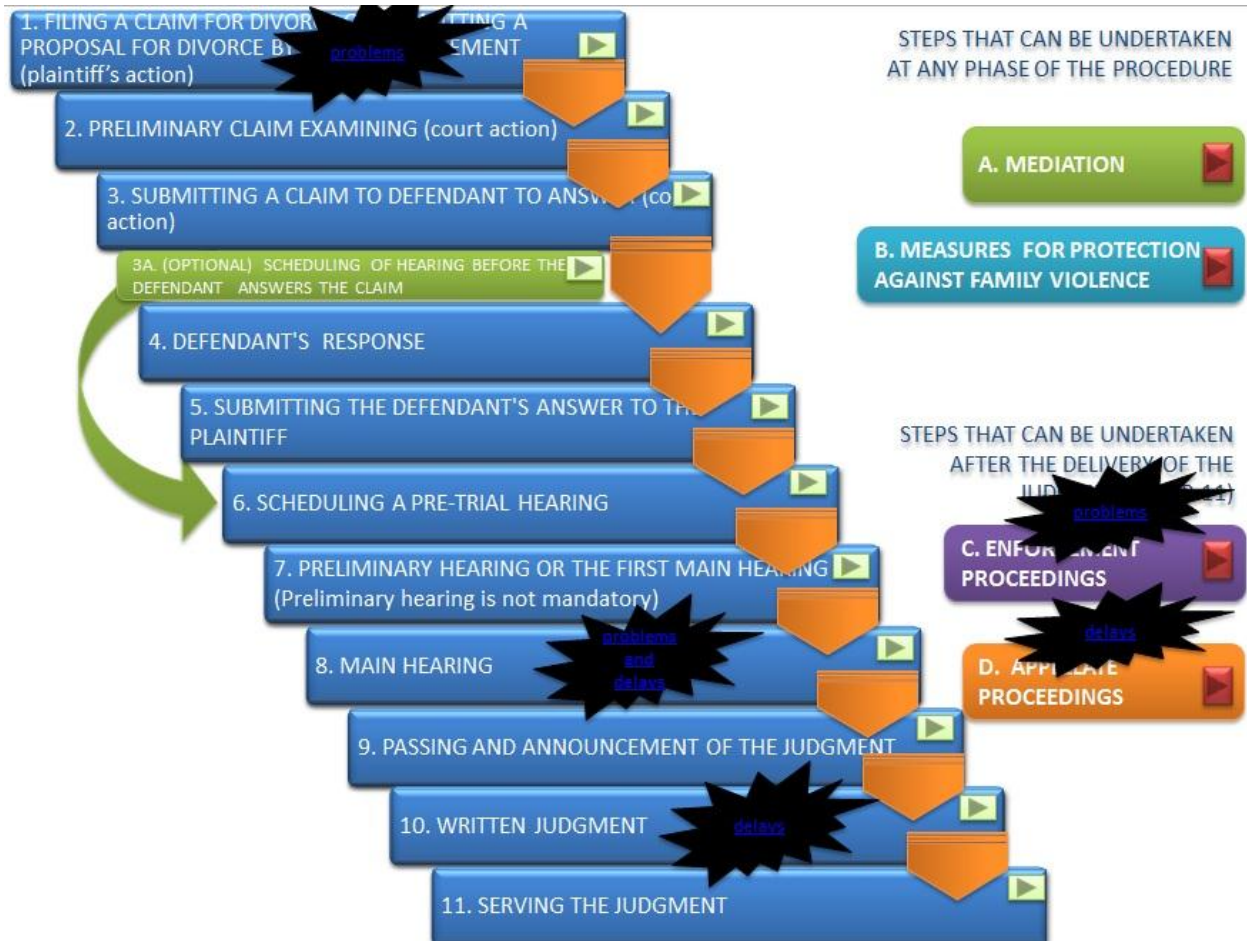 1. FILING A CLAIM FOR DIVORCE A
PROPOSAL FOR DIVORCE BY
(plaintiff's action)
problems
2. PRELIMINARY CLAIM EXAMINING (court action)
3. SUBMITTING A CLAIM TO DEFENDANT TO
action)
3A. (OPTIONAL) SCHEDULING OF HEARING BEFORE THE
DEFENDANT ANSWERS THE CLAIM
4. DEFENDANT'S RESPONSE
5. SUBMITTING THE DEFENDANT'S ANSWER TO
PLAINTIFF
6. SCHEDULING A PRE-TRIAL HEARING
7. PRELIMINARY HEARING OR THE FIRST MAIN HEARING
(Preliminary hearing is not mandatory)
8. MAIN HEARING
problems
and
delays
9. PASSING AND ANNOUNCEMENT OF THE JUDGMENT
10. WRITTEN JUDGMENT
delays
11. SERVING THE JUDGMENT
STEPS THAT CAN BE UNDERTAKEN
AT ANY PHASE OF THE PROCEDURE
A. MEDIATION
B. MEASURES FOR PROTECTION
AGAINST FAMILY VIOLENCE
STEPS THAT CAN BE UNDERTAKEN
AFTER THE DELIVERY OF THE
11)
problems
C. ENFORCEMENT
PROCEEDINGS
delays
D. APPELLATE
PROCEEDINGS